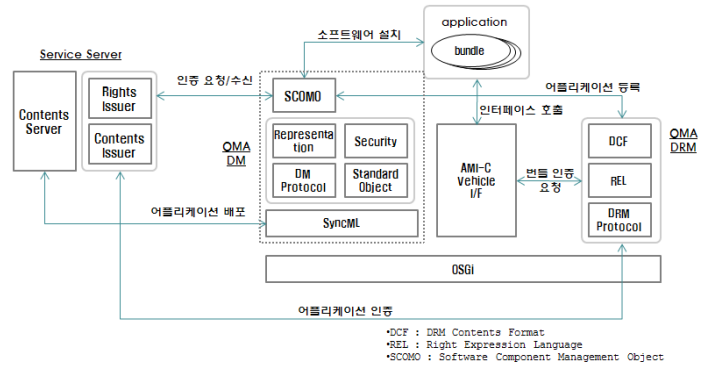 application
bundle
소프트웨어 설치
Service Server
인증 요청/수신
어플리케이션 등록
Contents
Server
Rights
Issuer
Contents
Issuer
SCOMO
인터페이스 호출
OMA
DM
Representa
tion
Security
DM
Protocol
Standard
Object
SyncML
AMI-C
Vehicle
I/F
번들 인증
요청
DCF
REL
DRM
Protocol
OMA
DRM
어플리케이션 배포
OSGi
어플리케이션 인증
•DCF : DRM Contents Format
•REL : Right Expression Language
•SCOMO : Software Component Management Object